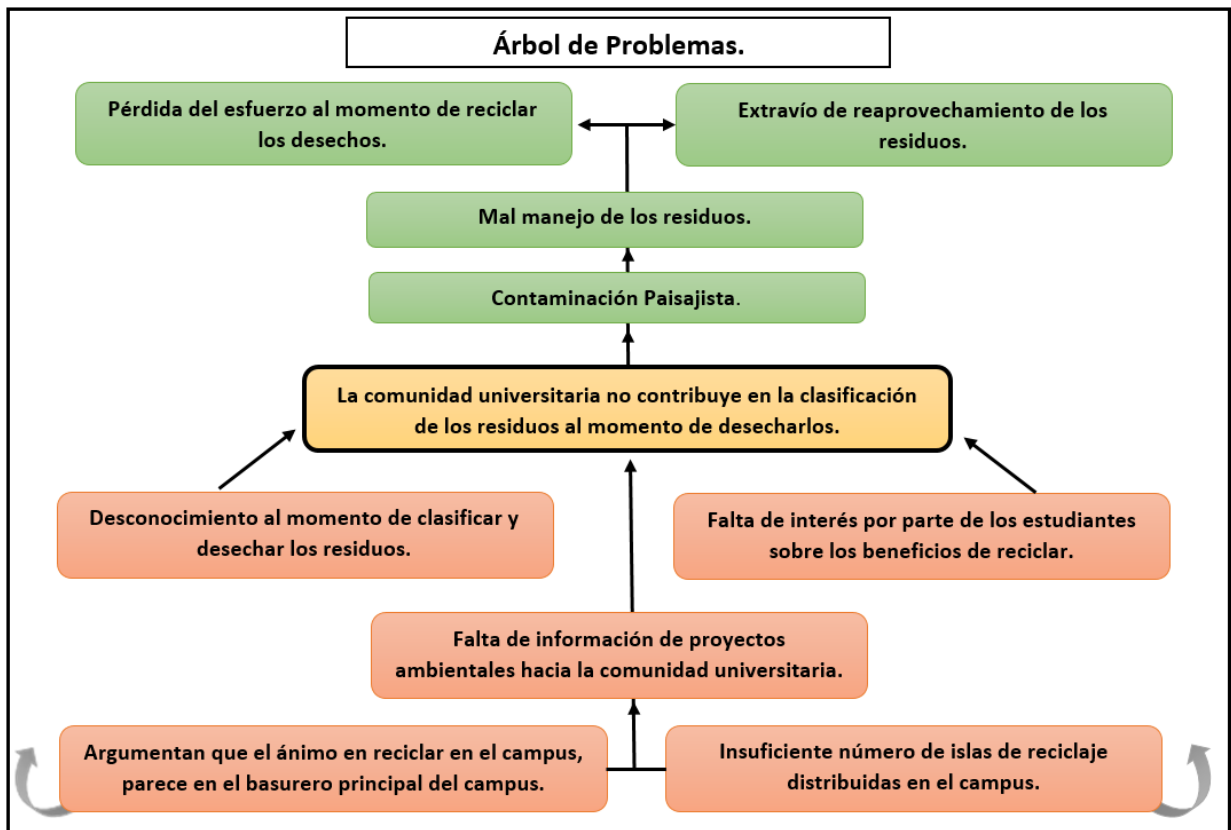 Árbol de Problemas.
Pérdida del esfuerzo al momento de reciclar
los desechos.
Extravío de reaprovechamiento de los
residuos.
Mal manejo de los residuos.
Contaminación Paisajista.
La comunidad universitaria no contribuye en la clasificación
de los residuos al momento de desecharlos.
Desconocimiento al momento de clasificar y
desechar los residuos.
Falta de interés por parte de los estudiantes
sobre los beneficios de reciclar.
Falta de información de proyectos
ambientales hacia la comunidad universitaria.
Argumentan que el ánimo en reciclar en el campus,
parece en el basurero principal del campus.
Insuficiente número de islas de reciclaje
distribuidas en el campus.